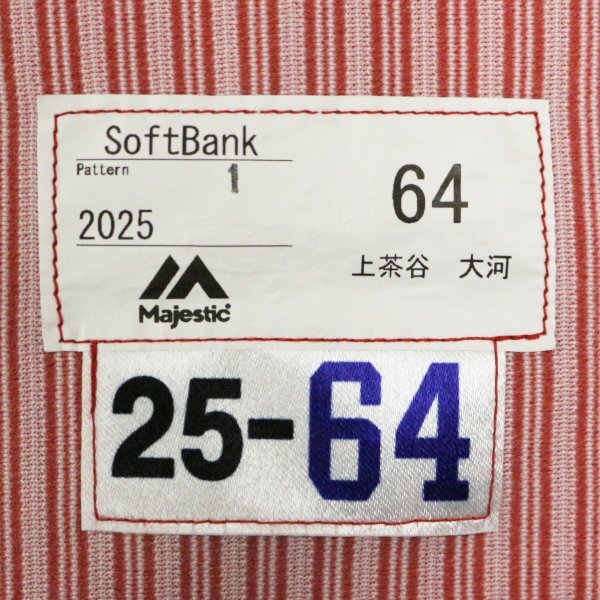 SoftBank
Pattern 1
2025
Majestic
64
上茶谷 大河
25-64